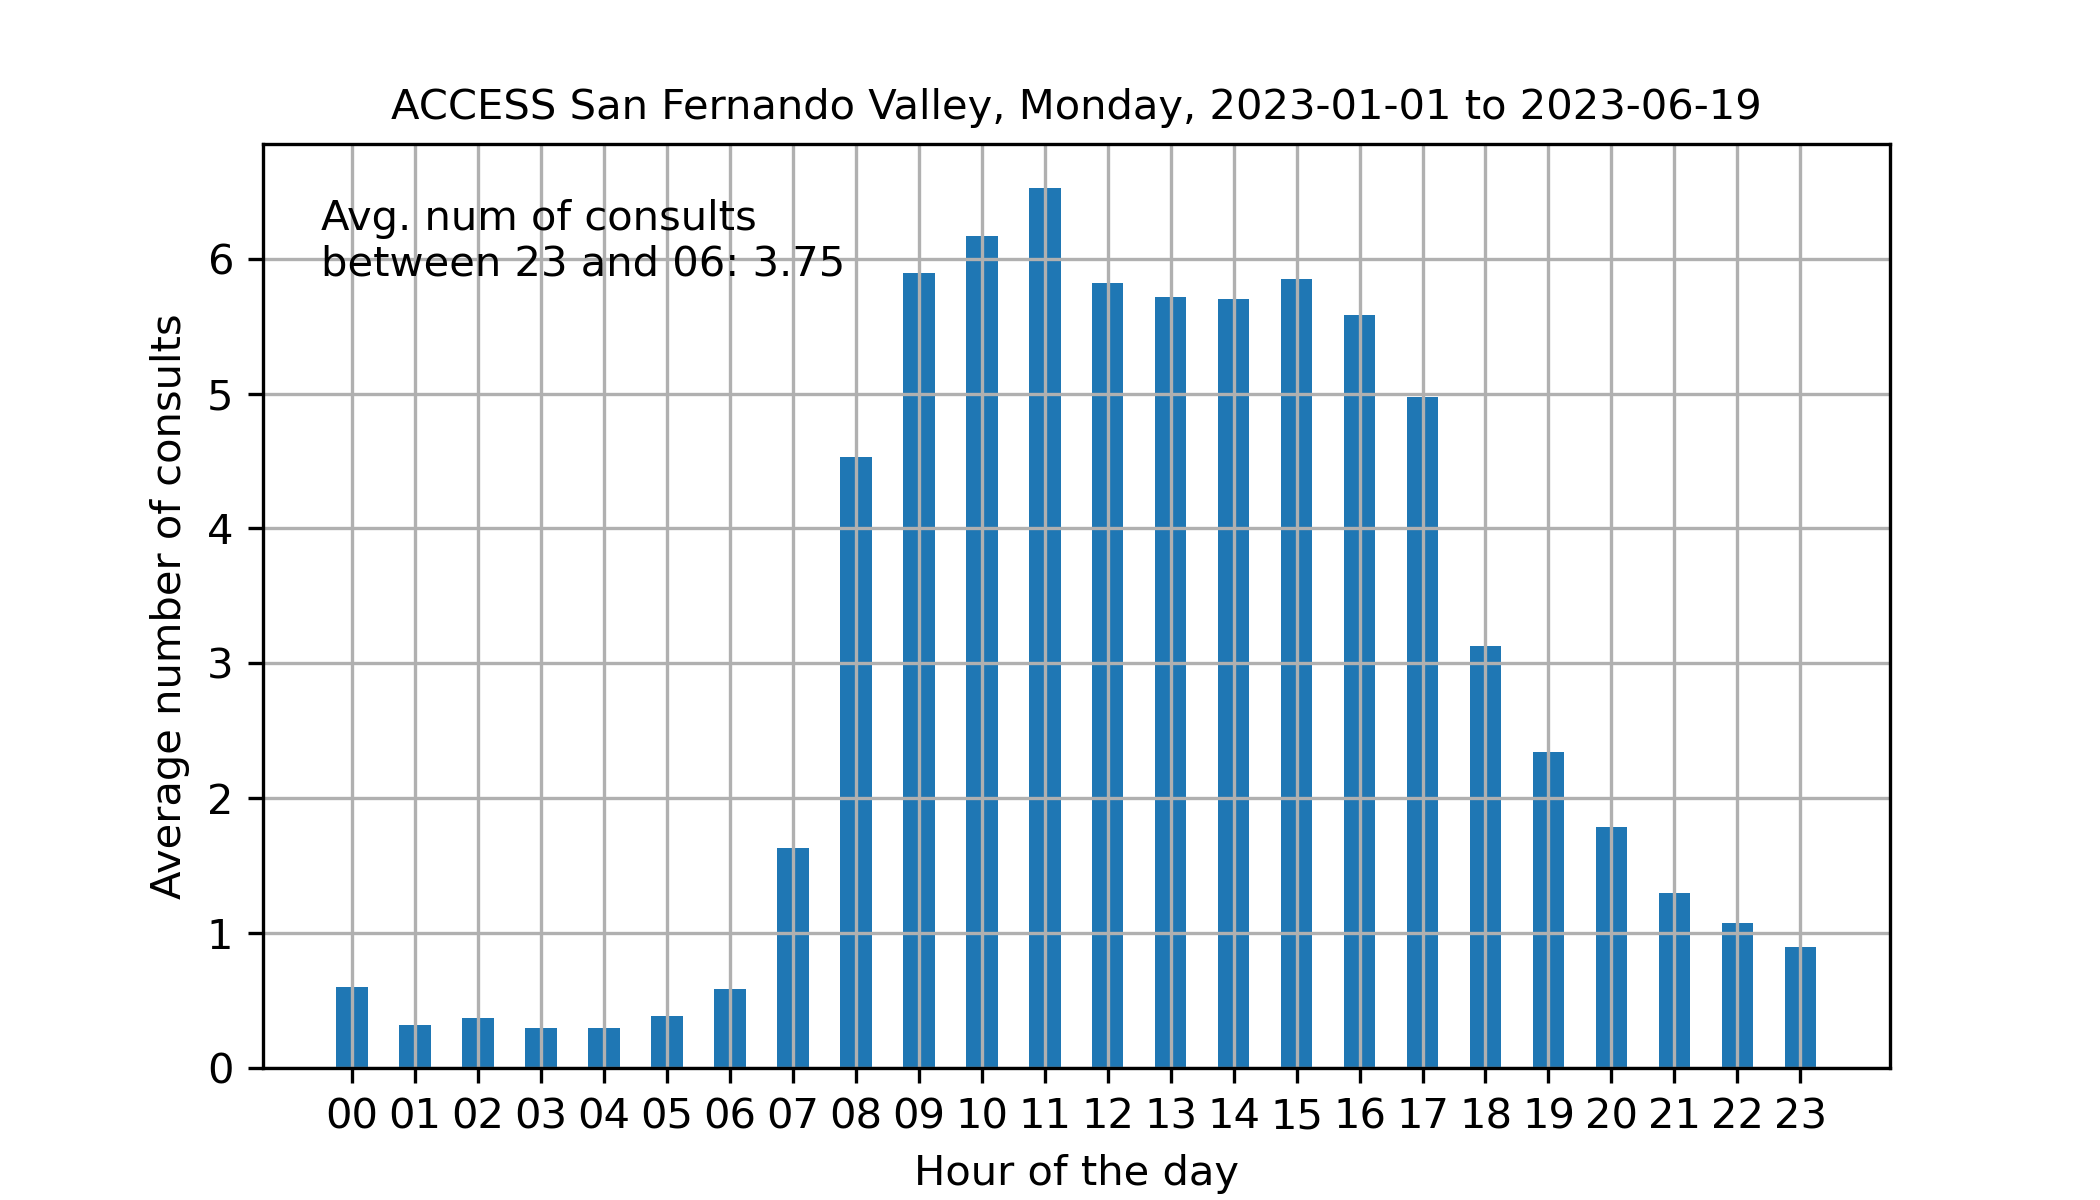 ACCESS San Fernando Valley, Monday, 2023-01-01 to 2023-06-19
Avg. num of consults
between 23 and 06: 3.75
Average number of consults
6
5
4
3
2
1
0
00 01 02 03 04 05 06 07 08 09 10 11 12 13 14 15 16 17 18 19 20 21 22 23
Hour of the day